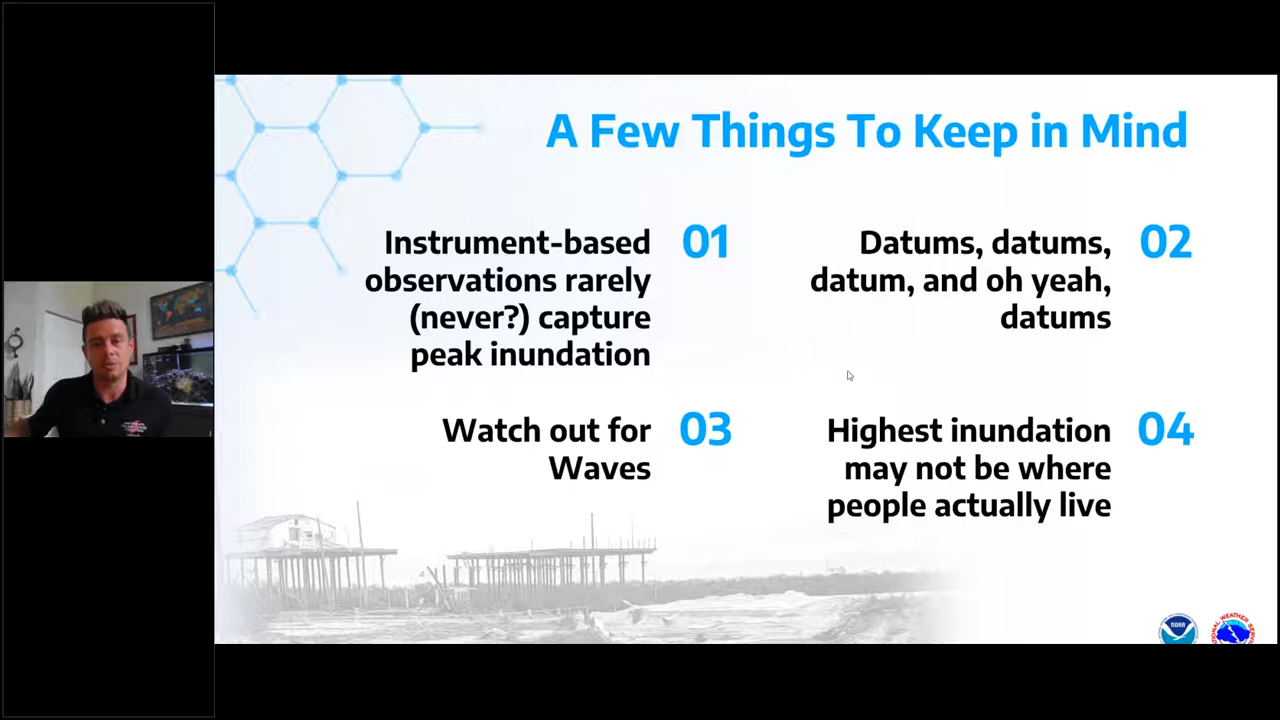 A Few Things To Keep in Mind
Instrument-based
observations rarely
(never?) capture
peak inundation
01
Datums, datums,
datum, and oh yeah,
datums
02
Watch out for
Waves
03
Highest inundation
may not be where
people actually live
04
NOAA
WEATHER